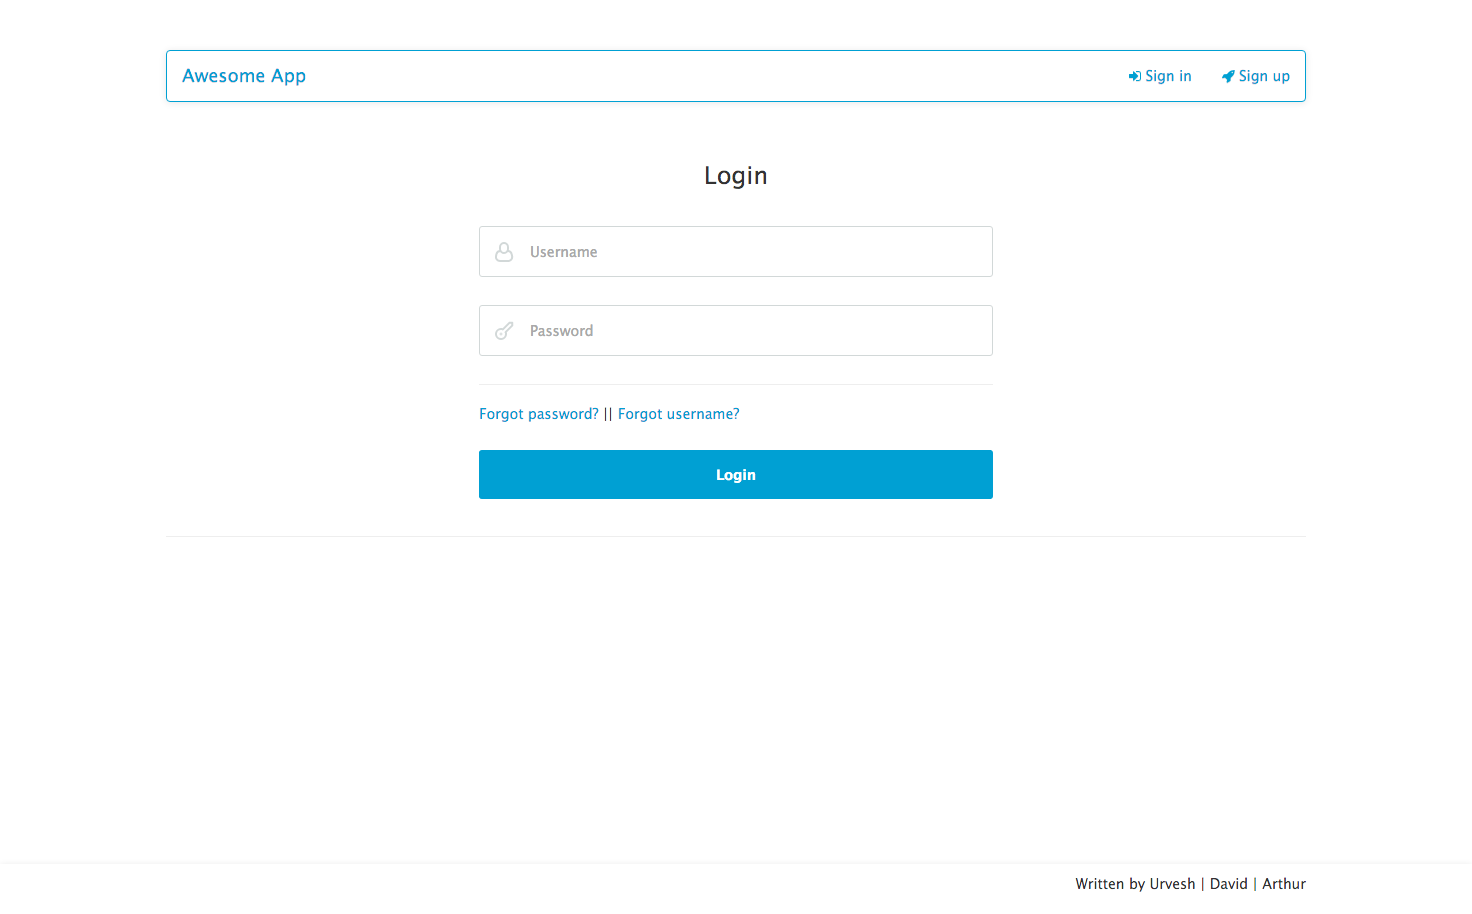 Awesome App Sign in Sign up
Login
Username
Password
Forgot password? || Forgot username?
Login
Written by Urvesh | David | Arthur